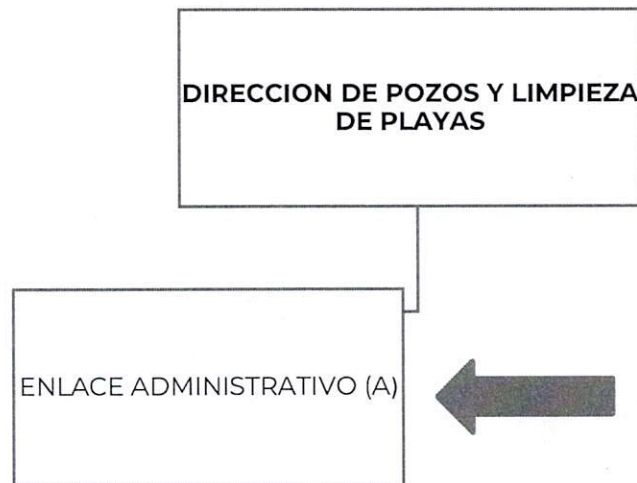 DIRECCION DE POZOS Y LIMPIEZA
DE PLAYAS
ENLACE ADMINISTRATIVO (A)